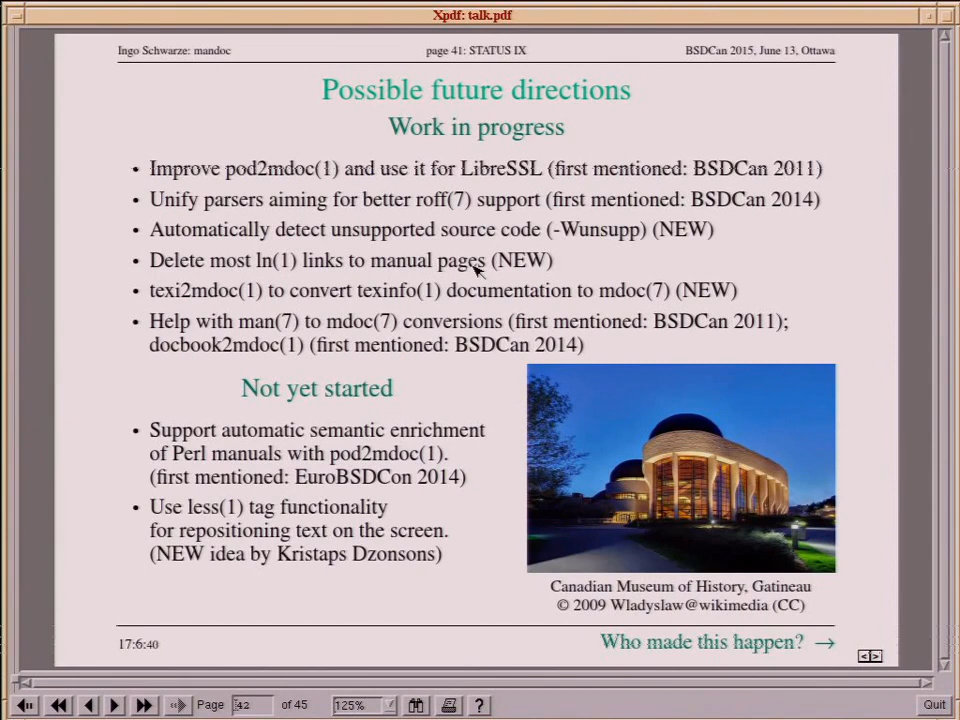 Xpdf: talk.pdf
Ingo Schwarze: mandoc
page 41: STATUS IX
BSDCan 2015, June 13, Ottawa
Possible future directions
Work in progress
• Improve pod2mdoc(1) and use it for LibreSSL (first mentioned: BSDCan 2011)
• Unify parsers aiming for better roff(7) support (first mentioned: BSDCan 2014)
• Automatically detect unsupported source code (-Wunsupp) (NEW)
• Delete most ln(1) links to manual pages (NEW)
• texi2mdoc(1) to convert texinfo(1) documentation to mdoc(7) (NEW)
• Help with man(7) to mdoc(7) conversions (first mentioned: BSDCan 2011);
docbook2mdoc(1) (first mentioned: BSDCan 2014)
Not yet started
• Support automatic semantic enrichment
of Perl manuals with pod2mdoc(1).
(first mentioned: EuroBSDCon 2014)
• Use less(1) tag functionality
for repositioning text on the screen.
(NEW idea by Kristaps Dzonsons)
Canadian Museum of History, Gatineau
© 2009 Wladyslaw@wikimedia (CC)
17:6:40
Who made this happen? →
Page 42 of 45 125% ? Quit